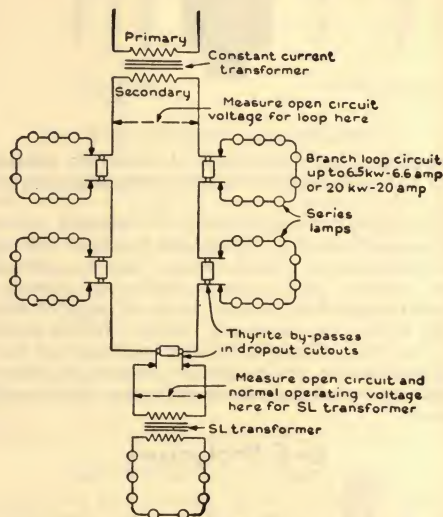 Primary
Constant current
transformer
Secondary
Measure open circuit
voltage for loop here
Branch loop circuit
up to 6.5 kw-6.6 amp
or 20 kw-20 amp
Series
lamps
Thyrite by-passes
in dropout cutouts
Measure open circuit and
normal operating voltage
here for SL transformer
SL transformer